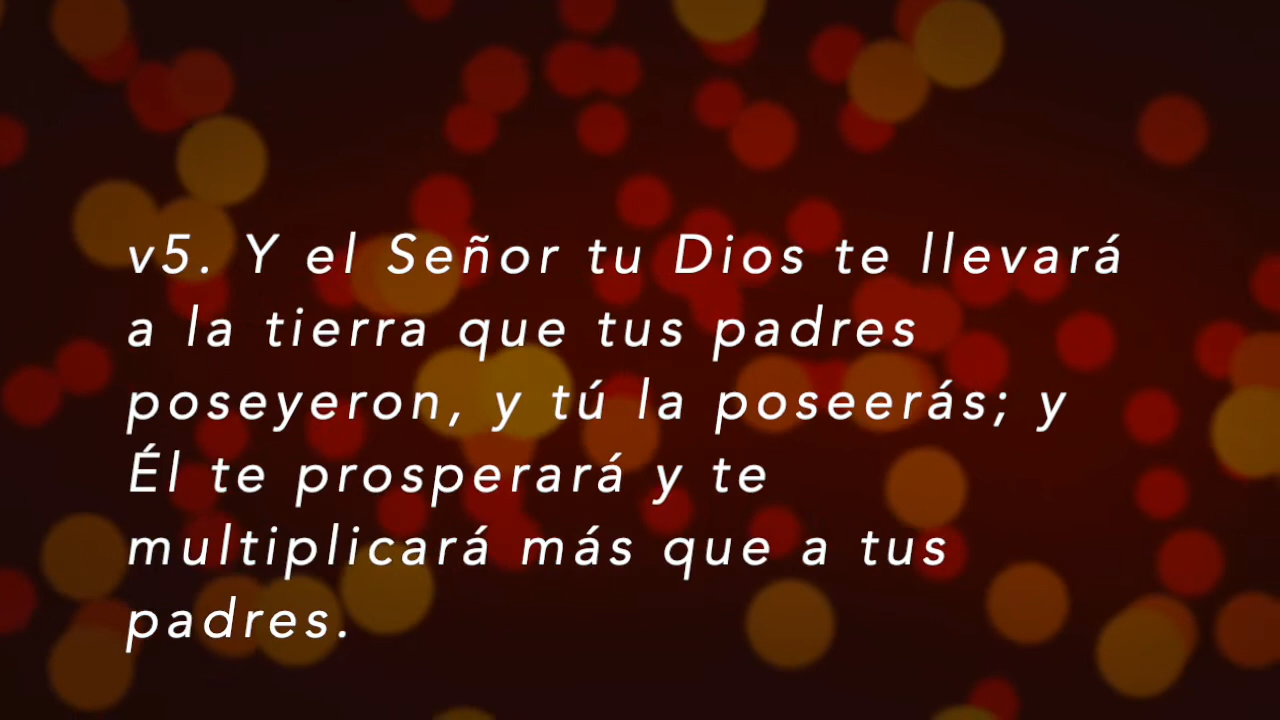 v5. Y el Señor tu Dios te llevará
a la tierra que tus padres
poseyeron, y tú la poseerás; y
Él te prosperará y te
multiplicará más que a tus
padres.